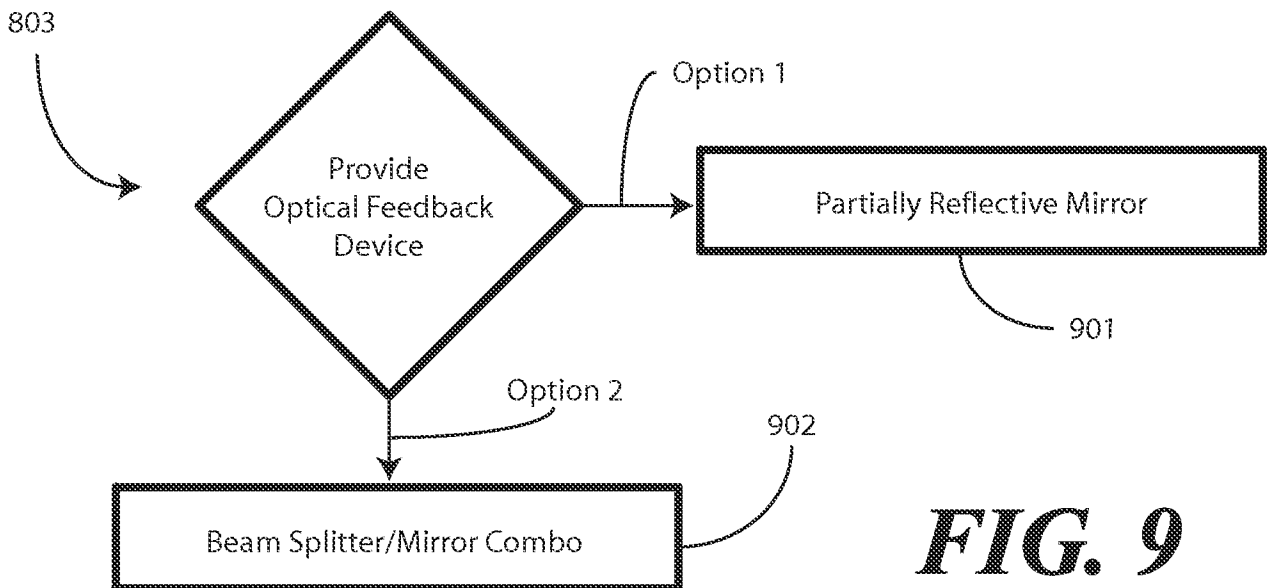 803
Option 1
Provide
Optical Feedback
Device
Partially Reflective Mirror
901
Option 2
902
Beam Splitter/Mirror Combo
FIG. 9